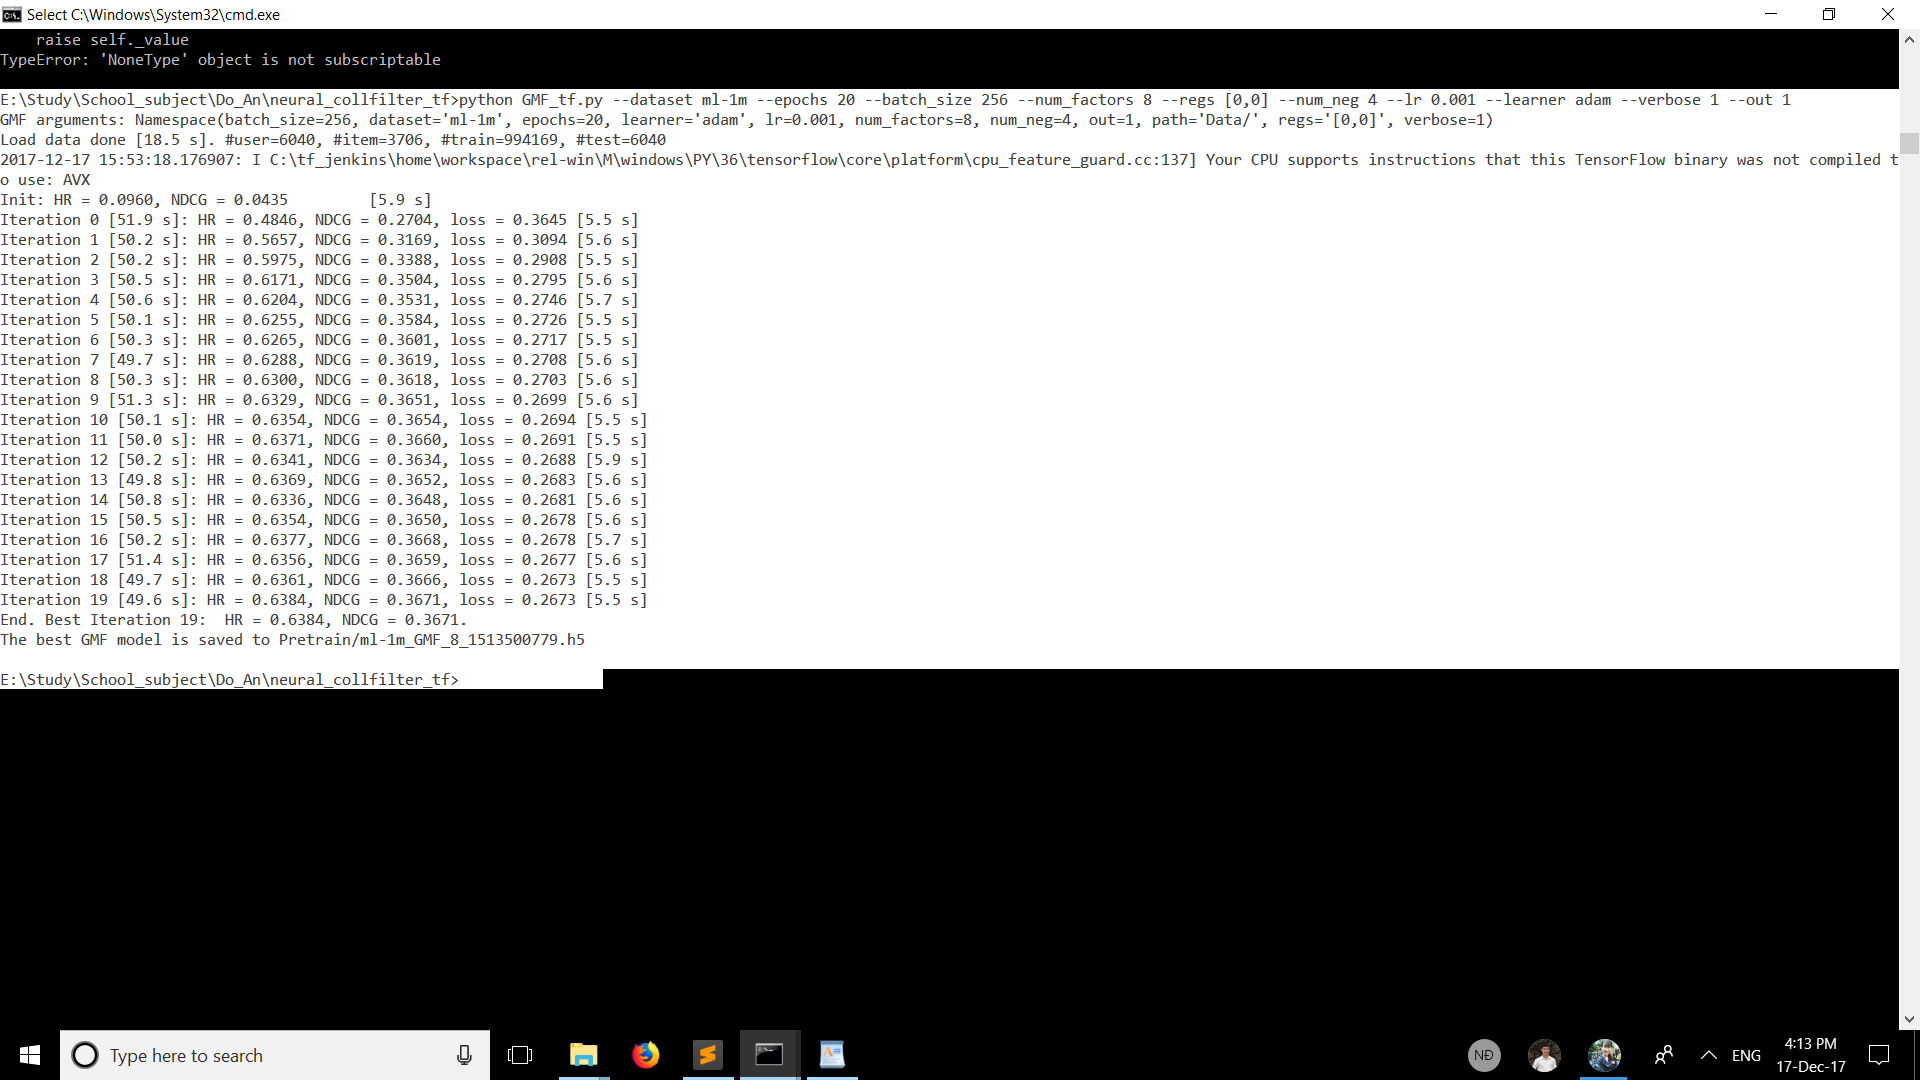 Select C:\Windows\System32\cmd.exe
    raise self._value
TypeError: 'NoneType' object is not subscriptable
E:\Study\School_subject\Do_An\neural_collfilter_tf>python GMF_tf.py --dataset ml-1m --epochs 20 --batch_size 256 --num_factors 8 --regs [0,0] --num_neg 4 --lr 0.001 --learner adam --verbose 1 --out 1
GMF arguments: Namespace(batch_size=256, dataset='ml-1m', epochs=20, learner='adam', lr=0.001, num_factors=8, num_neg=4, out=1, path='Data/', regs='[0,0]', verbose=1)
Load data done [18.5 s]. #user=6040, #item=3706, #train=994169, #test=6040
2017-12-17 15:53:18.176907: I C:\tf_jenkins\home\workspace\rel-win\M\windows\PY\36\tensorflow\core\platform\cpu_feature_guard.cc:137] Your CPU supports instructions that this TensorFlow binary was not compiled t
o use: AVX
Init: HR = 0.0960, NDCG = 0.0435         [5.9 s]
Iteration 0 [51.9 s]: HR = 0.4846, NDCG = 0.2704, loss = 0.3645 [5.5 s]
Iteration 1 [50.2 s]: HR = 0.5657, NDCG = 0.3169, loss = 0.3094 [5.6 s]
Iteration 2 [50.2 s]: HR = 0.5975, NDCG = 0.3388, loss = 0.2908 [5.5 s]
Iteration 3 [50.5 s]: HR = 0.6171, NDCG = 0.3504, loss = 0.2795 [5.6 s]
Iteration 4 [50.6 s]: HR = 0.6204, NDCG = 0.3531, loss = 0.2746 [5.7 s]
Iteration 5 [50.1 s]: HR = 0.6255, NDCG = 0.3584, loss = 0.2726 [5.5 s]
Iteration 6 [50.3 s]: HR = 0.6265, NDCG = 0.3601, loss = 0.2717 [5.5 s]
Iteration 7 [49.7 s]: HR = 0.6288, NDCG = 0.3619, loss = 0.2708 [5.6 s]
Iteration 8 [50.3 s]: HR = 0.6300, NDCG = 0.3618, loss = 0.2703 [5.6 s]
Iteration 9 [51.3 s]: HR = 0.6329, NDCG = 0.3651, loss = 0.2699 [5.6 s]
Iteration 10 [50.1 s]: HR = 0.6354, NDCG = 0.3654, loss = 0.2694 [5.5 s]
Iteration 11 [50.0 s]: HR = 0.6371, NDCG = 0.3660, loss = 0.2691 [5.5 s]
Iteration 12 [50.2 s]: HR = 0.6341, NDCG = 0.3634, loss = 0.2688 [5.9 s]
Iteration 13 [49.8 s]: HR = 0.6369, NDCG = 0.3652, loss = 0.2683 [5.6 s]
Iteration 14 [50.8 s]: HR = 0.6336, NDCG = 0.3648, loss = 0.2681 [5.6 s]
Iteration 15 [50.5 s]: HR = 0.6354, NDCG = 0.3650, loss = 0.2678 [5.6 s]
Iteration 16 [50.2 s]: HR = 0.6377, NDCG = 0.3668, loss = 0.2678 [5.7 s]
Iteration 17 [51.4 s]: HR = 0.6356, NDCG = 0.3659, loss = 0.2677 [5.6 s]
Iteration 18 [49.7 s]: HR = 0.6361, NDCG = 0.3666, loss = 0.2673 [5.5 s]
Iteration 19 [49.6 s]: HR = 0.6384, NDCG = 0.3671, loss = 0.2673 [5.5 s]
End. Best Iteration 19:  HR = 0.6384, NDCG = 0.3671.
The best GMF model is saved to Pretrain/ml-1m_GMF_8_1513500779.h5
E:\Study\School_subject\Do_An\neural_collfilter_tf>
Type here to search
NĐ
ENG
4:13 PM
17-Dec-17